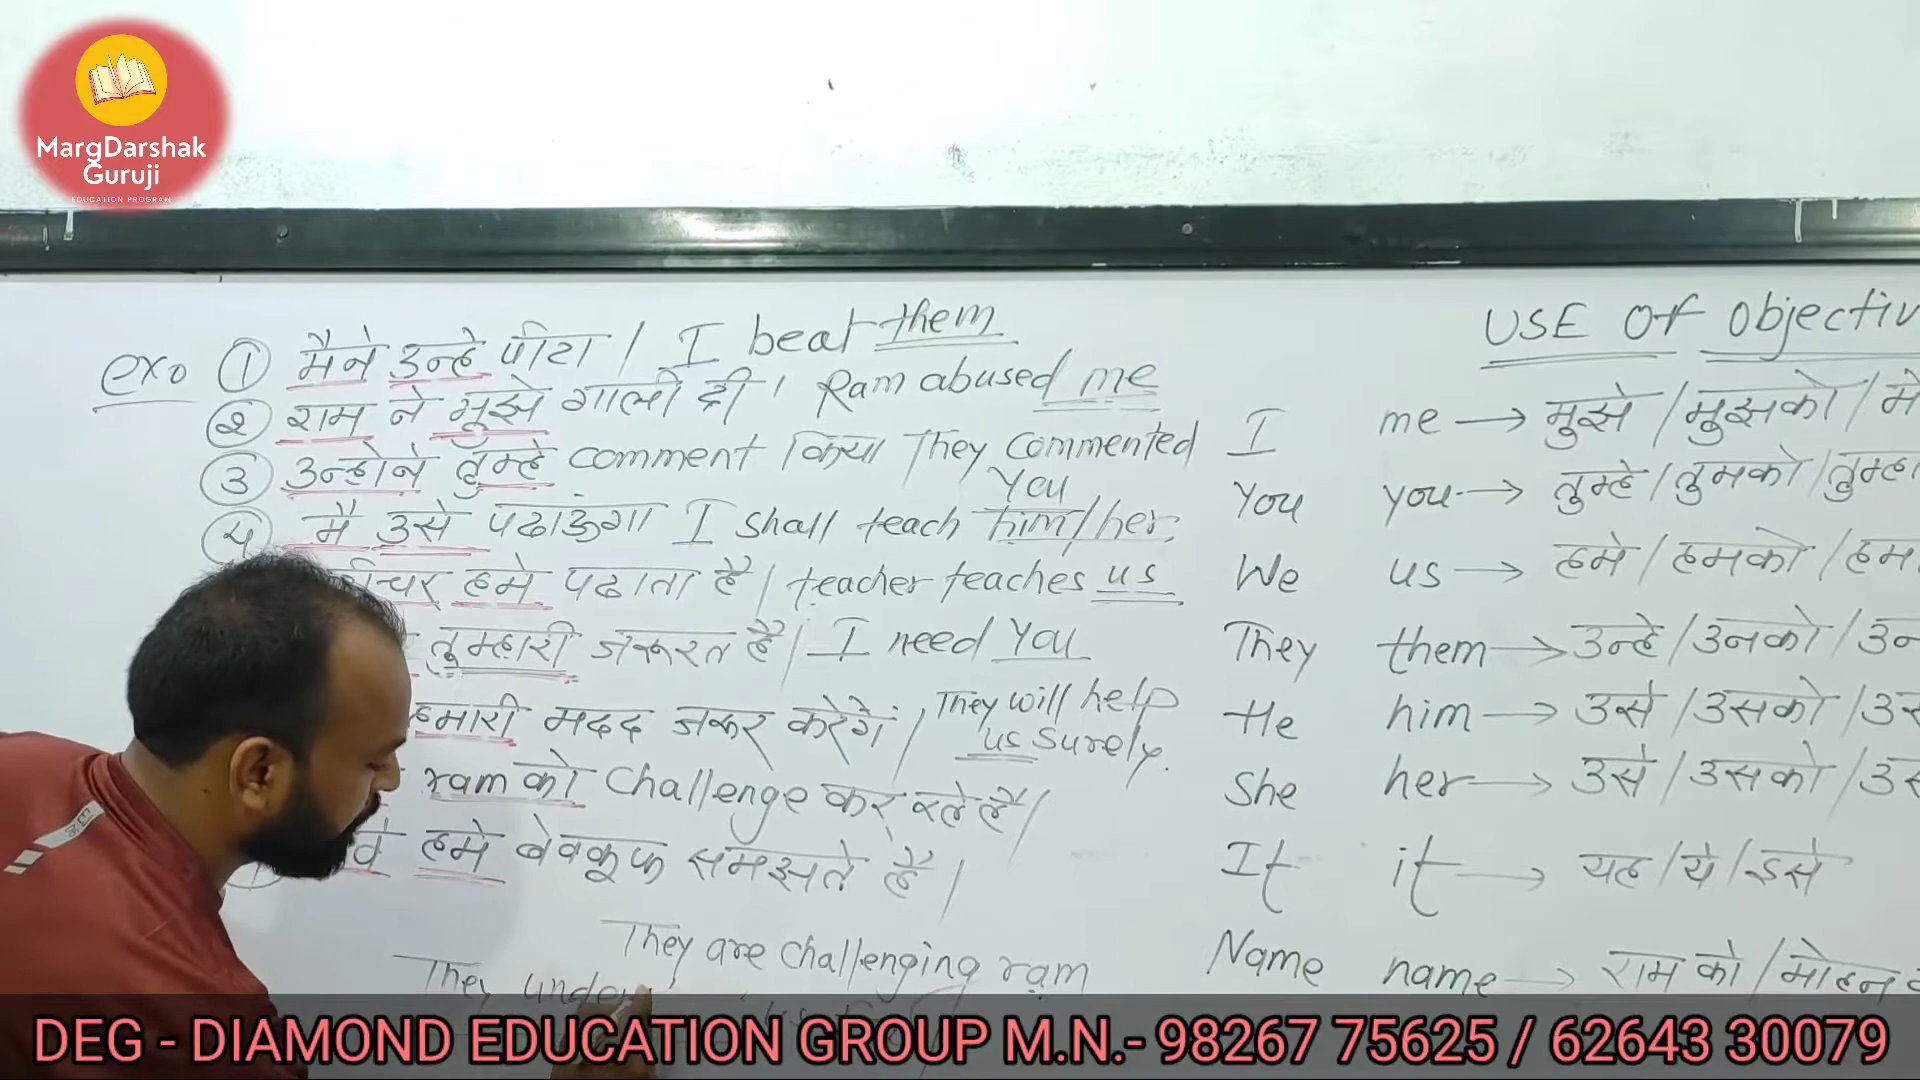 MargDarshak
Guruji
EDUCATION PROGRAM
exo ① मैने उन्हे पीटा / I beat them
② राम ने मुझे गाली दी । Ram abused me
③ उन्होने तुम्हे comment किया They commented
You
④ मै उसे पढाऊंगा I shall teach him/her.
टीचर हमे पढाता है / teacher teaches us
तुम्हारी जरूरत है / I need You
हमारी मदद जरूर करेगें / They will help
us surely.
ram को challenge कर रहे है /
वे हमे बेवकूफ समझते है /
They are challenging ram
They under
USE Of Objectiv
I me → मुझे / मुझको / मे
You you → तुम्हे / तुमको / तुम्हा
We us → हमे / हमको / हम
They them → उन्हे / उनको / उन
He him → उसे / उसको / उस
She her → उसे / उसको / उस
It it → यह / ये / इसे
Name name → राम को / मोहन
DEG - DIAMOND EDUCATION GROUP M.N.- 98267 75625 / 62643 30079